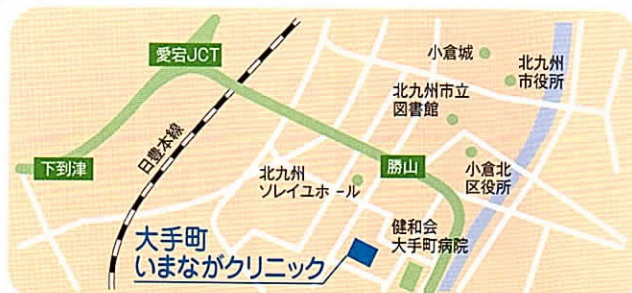 愛宕JCT
小倉城
北九州
市役所
北九州市立
図書館
日豊本線
下到津
勝山
小倉北
区役所
北九州
ソレイユホール
健和会
大手町病院
大手町
いまながクリニック